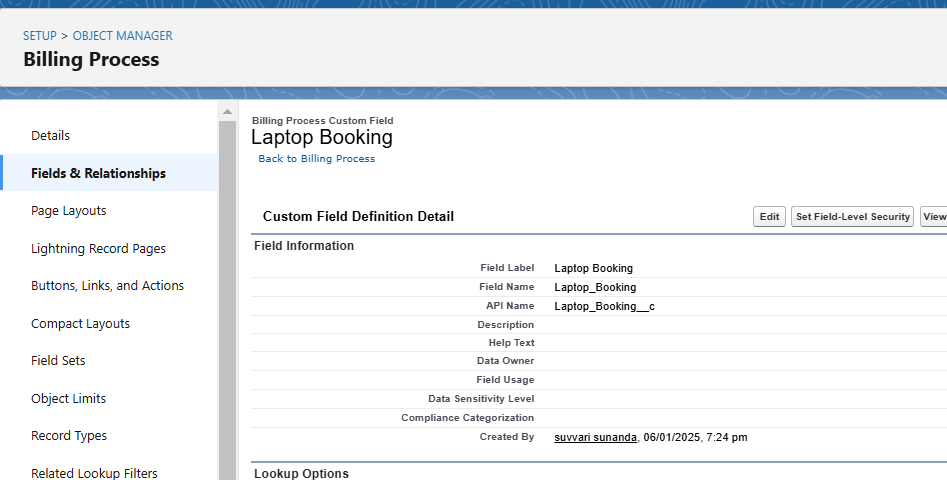 SETUP > OBJECT MANAGER
Billing Process
Details
Fields & Relationships
Page Layouts
Lightning Record Pages
Buttons, Links, and Actions
Compact Layouts
Field Sets
Object Limits
Record Types
Related Lookup Filters
Billing Process Custom Field
Laptop Booking
Back to Billing Process
Custom Field Definition Detail
Edit
Set Field-Level Security
View
Field Information
Field Label Laptop Booking
Field Name Laptop_Booking
API Name Laptop_Booking__c
Description
Help Text
Data Owner
Field Usage
Data Sensitivity Level
Compliance Categorization
Created By suvvari sunanda, 06/01/2025, 7:24 pm
Lookup Options